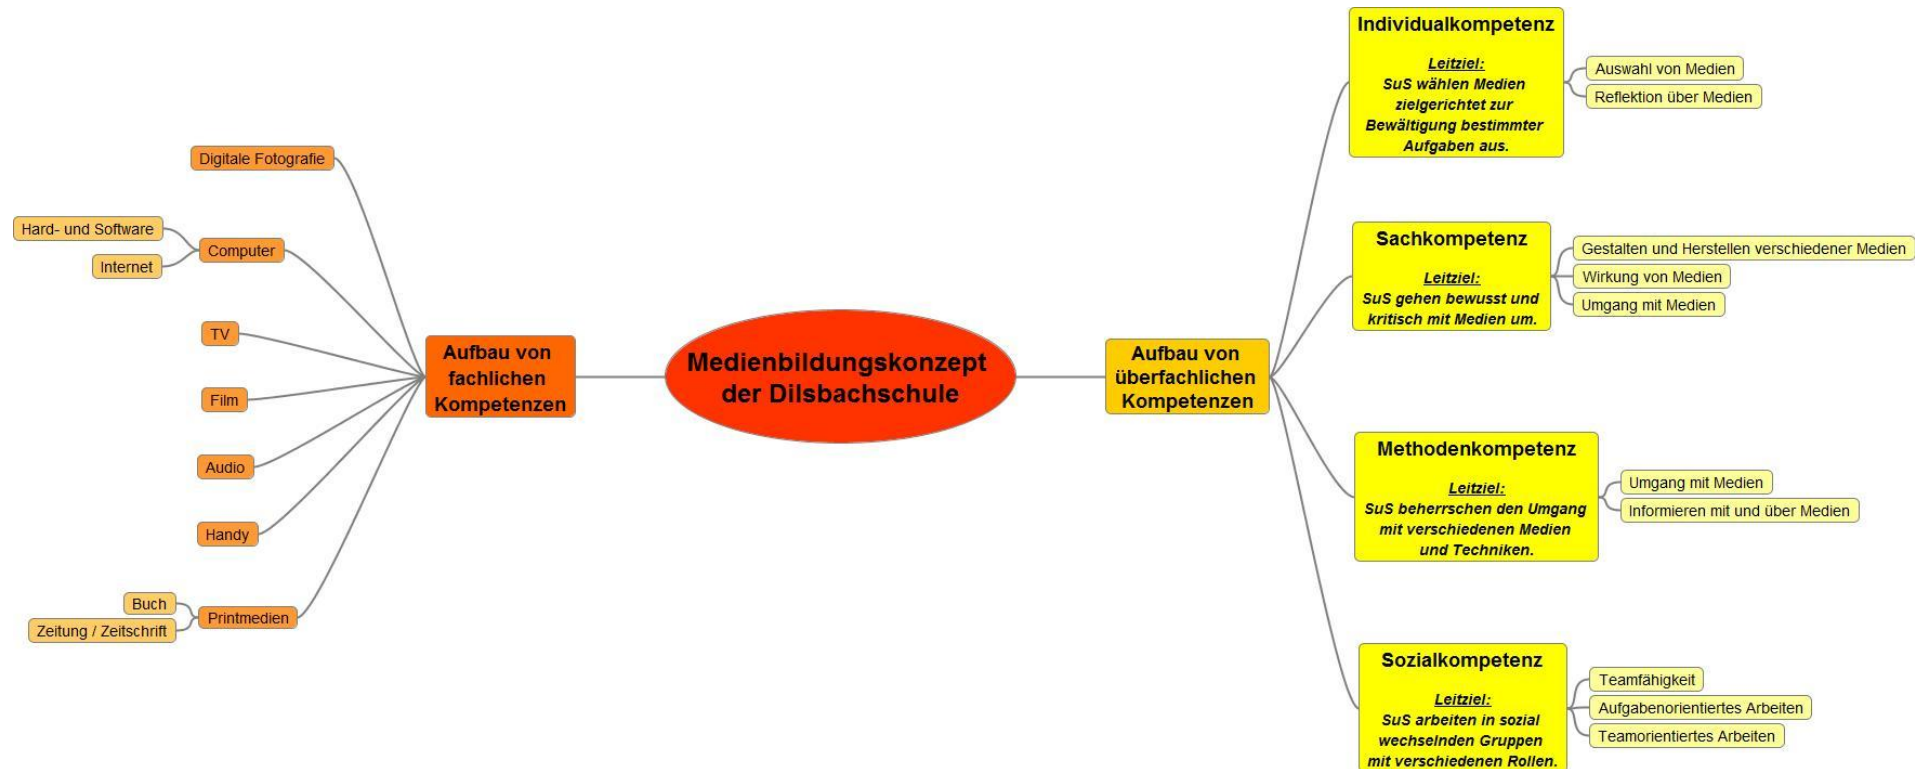 Medienbildungskonzept
der Dilsbachschule
Aufbau von
fachlichen
Kompetenzen
Digitale Fotografie
Computer
Hard- und Software
Internet
TV
Film
Audio
Handy
Printmedien
Buch
Zeitung / Zeitschrift
Aufbau von
überfachlichen
Kompetenzen
Individualkompetenz
Leitziel:
SuS wählen Medien
zielgerichtet zur
Bewältigung bestimmter
Aufgaben aus.
Auswahl von Medien
Reflektion über Medien
Sachkompetenz
Leitziel:
SuS gehen bewusst und
kritisch mit Medien um.
Gestalten und Herstellen verschiedener Medien
Wirkung von Medien
Umgang mit Medien
Methodenkompetenz
Leitziel:
SuS beherrschen den Umgang
mit verschiedenen Medien
und Techniken.
Umgang mit Medien
Informieren mit und über Medien
Sozialkompetenz
Leitziel:
SuS arbeiten in sozial
wechselnden Gruppen
mit verschiedenen Rollen.
Teamfähigkeit
Aufgabenorientiertes Arbeiten
Teamorientiertes Arbeiten